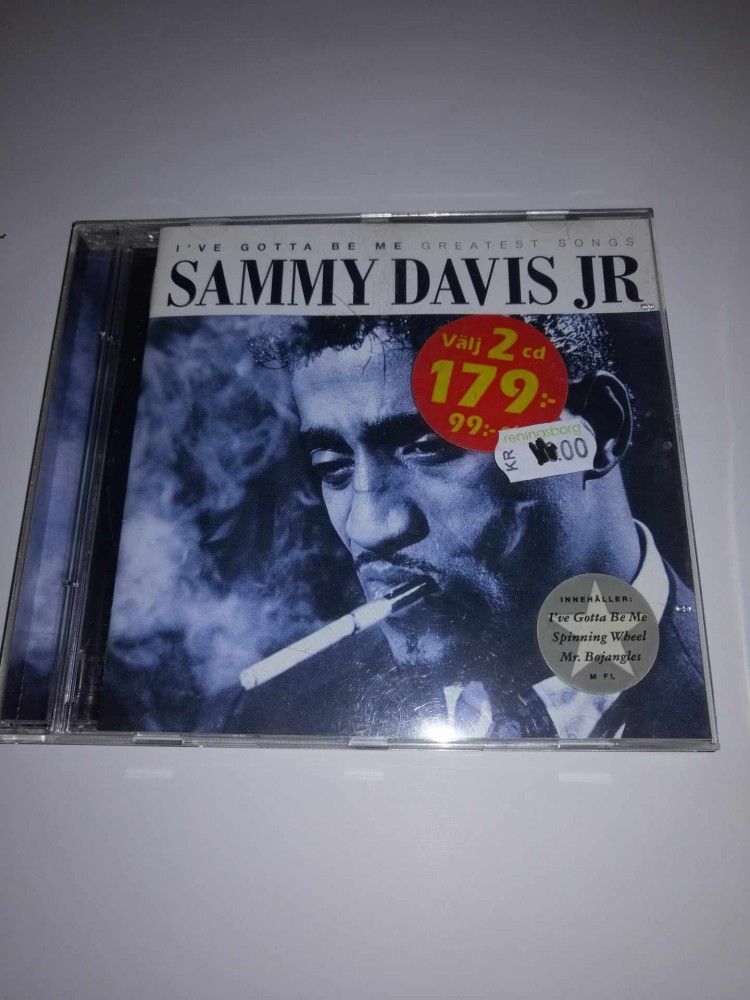 I'VE GOTTA BE ME GREATEST SONGS
SAMMY DAVIS JR
Välj 2 cd
179:-
99:-
reningsborg
KR .00
INNEHÅLLER:
I've Gotta Be Me
Spinning Wheel
Mr. Bojangles
M FL